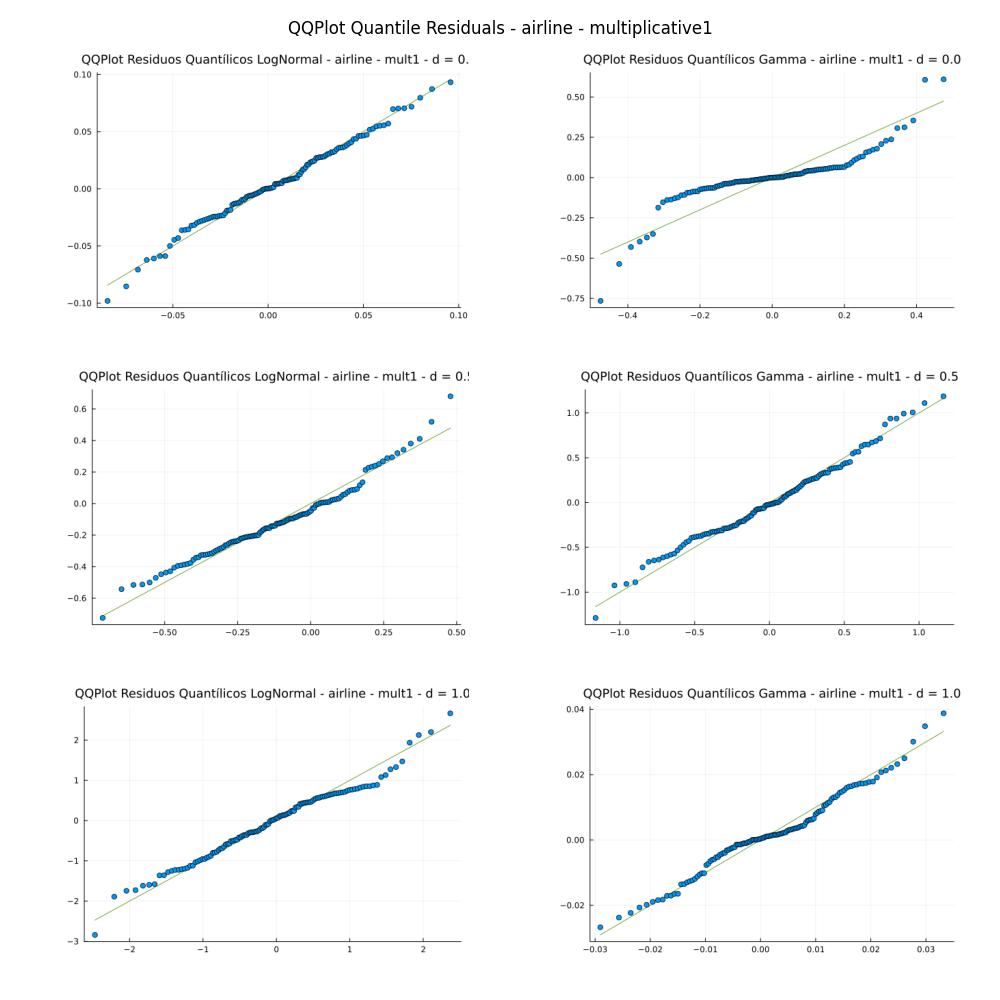 QQPlot Quantile Residuals - airline - multiplicative1
QQPlot Residuos Quantílicos LogNormal - airline - mult1 - d = 0.
0.10
0.05
0.00
−0.05
−0.10
−0.05 0.00 0.05 0.10
QQPlot Residuos Quantílicos Gamma - airline - mult1 - d = 0.0
0.50
0.25
0.00
−0.25
−0.50
−0.75
−0.4 −0.2 0.0 0.2 0.4
QQPlot Residuos Quantílicos LogNormal - airline - mult1 - d = 0.5
0.6
0.4
0.2
0.0
−0.2
−0.4
−0.6
−0.50 −0.25 0.00 0.25 0.50
QQPlot Residuos Quantílicos Gamma - airline - mult1 - d = 0.5
1.0
0.5
0.0
−0.5
−1.0
−1.0 −0.5 0.0 0.5 1.0
QQPlot Residuos Quantílicos LogNormal - airline - mult1 - d = 1.0
2
1
0
−1
−2
−3
−2 −1 0 1 2
QQPlot Residuos Quantílicos Gamma - airline - mult1 - d = 1.0
0.04
0.02
0.00
−0.02
−0.03 −0.02 −0.01 0.00 0.01 0.02 0.03